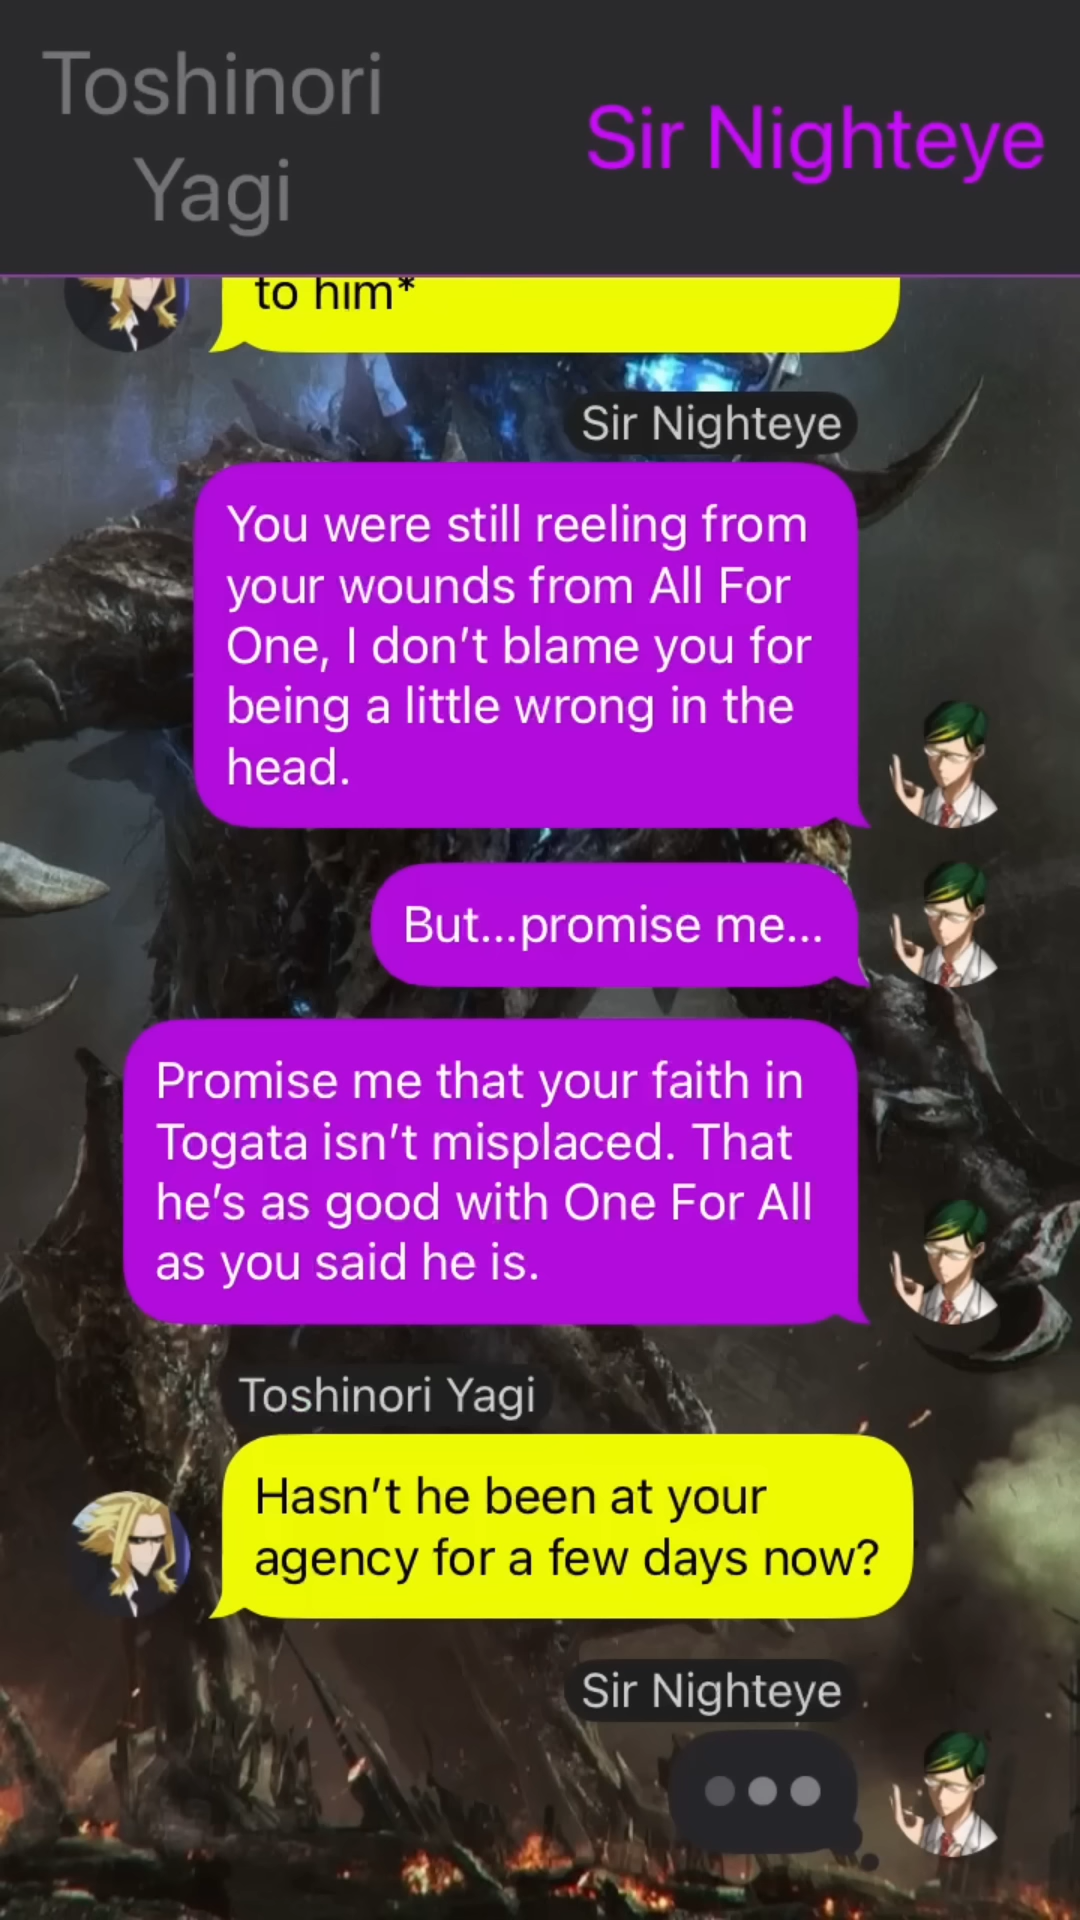 Toshinori
Yagi
Sir Nighteye
to him*
Sir Nighteye
You were still reeling from
your wounds from All For
One, I don’t blame you for
being a little wrong in the
head.
But...promise me...
Promise me that your faith in
Togata isn’t misplaced. That
he’s as good with One For All
as you said he is.
Toshinori Yagi
Hasn’t he been at your
agency for a few days now?
Sir Nighteye